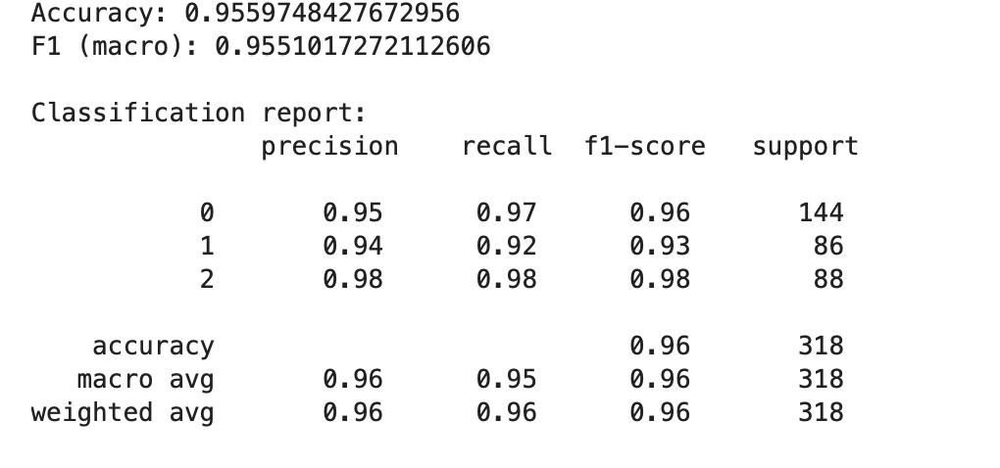 Accuracy: 0.9559748427672956
F1 (macro): 0.9551017272112606
Classification report:
precision recall f1-score support
0 0.95 0.97 0.96 144
1 0.94 0.92 0.93 86
2 0.98 0.98 0.98 88
accuracy 0.96 318
macro avg 0.96 0.95 0.96 318
weighted avg 0.96 0.96 0.96 318